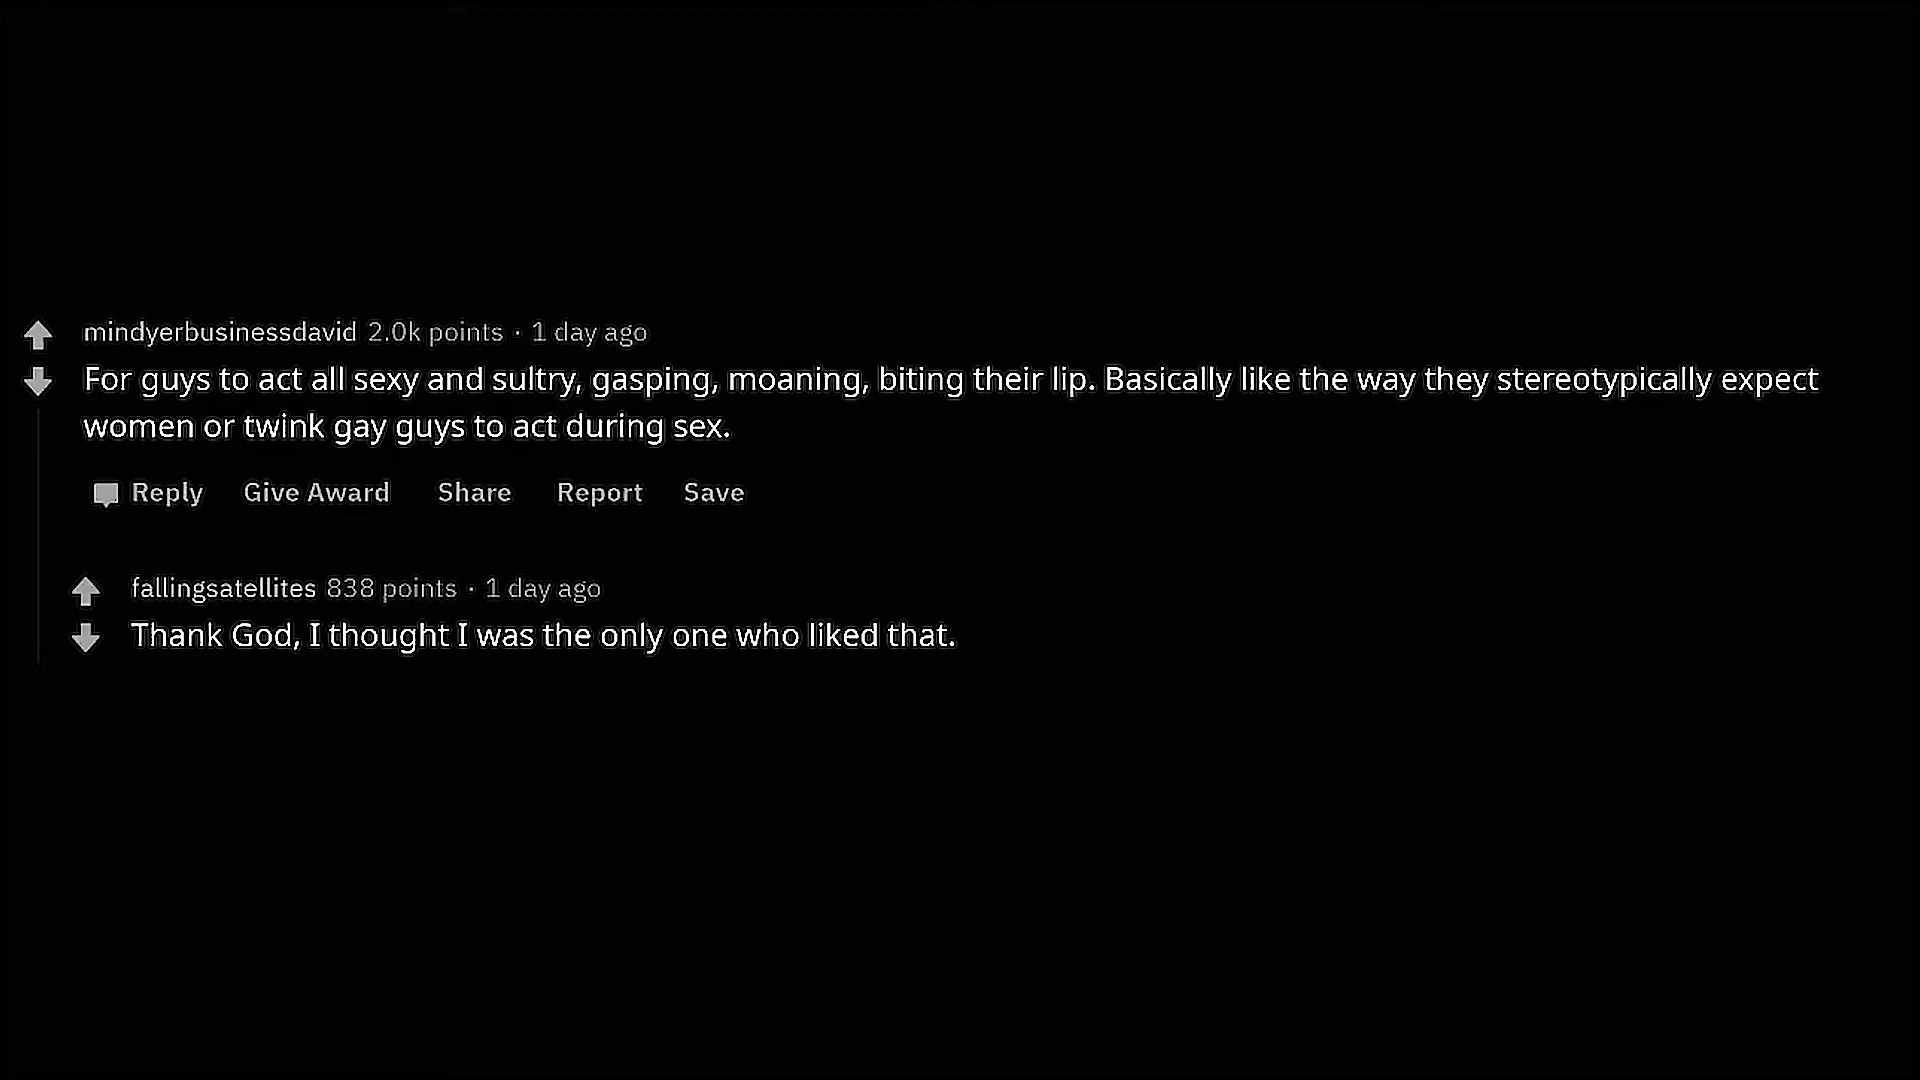 mindyerbusinessdavid 2.0k points · 1 day ago
For guys to act all sexy and sultry, gasping, moaning, biting their lip. Basically like the way they stereotypically expect
women or twink gay guys to act during sex.
Reply Give Award Share Report Save
fallingsatellites 838 points · 1 day ago
Thank God, I thought I was the only one who liked that.